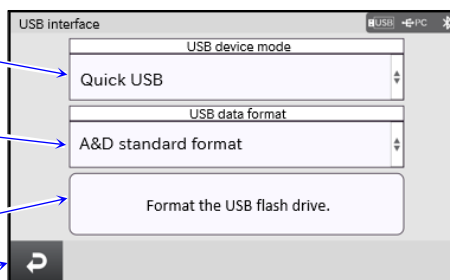 USB interface
USB PC
USB device mode
Quick USB
USB data format
A&D standard format
Format the USB flash drive.